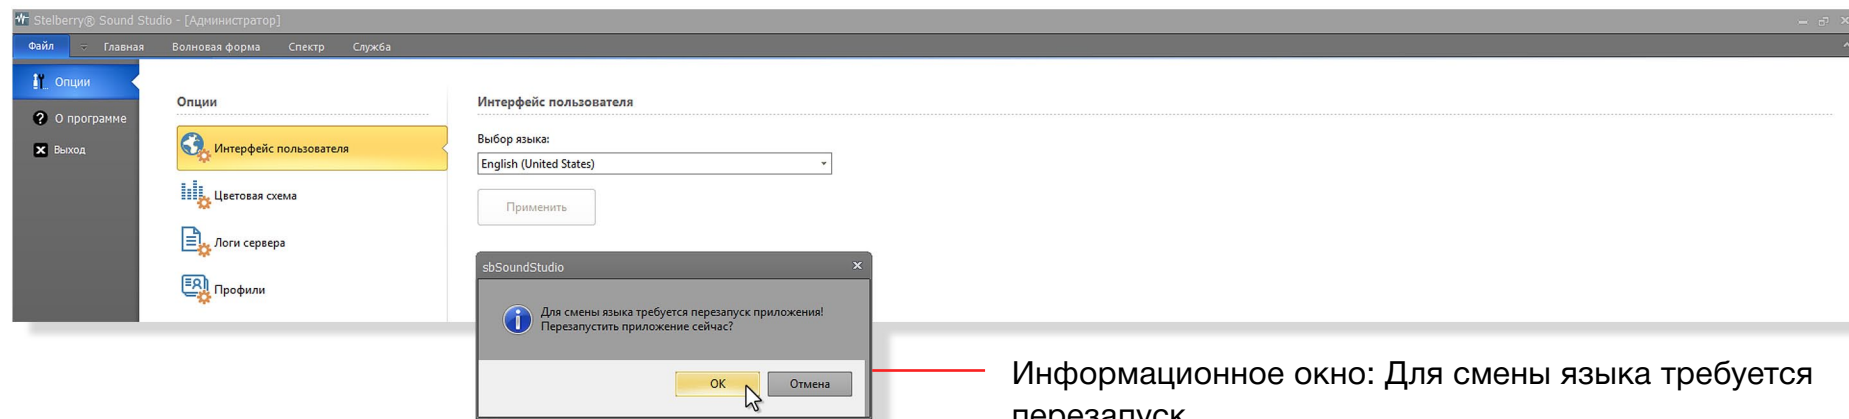 Stelberry® Sound Studio - [Администратор]
Файл Главная Волновая форма Спектр Служба
Опции
О программе
Выход
Опции
Интерфейс пользователя
Цветовая схема
Логи сервера
Профили
Интерфейс пользователя
Выбор языка:
English (United States)
Применить
sbSoundStudio
Для смены языка требуется перезапуск приложения!
Перезапустить приложение сейчас?
OK Отмена
Информационное окно: Для смены языка требуется
перезапуск